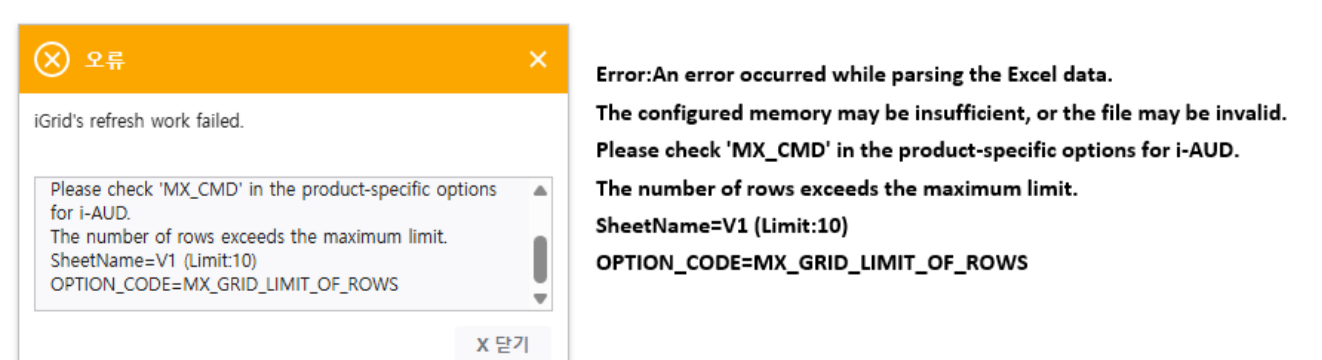 오류
iGrid's refresh work failed.
Please check 'MX_CMD' in the product-specific options
for i-AUD.
The number of rows exceeds the maximum limit.
SheetName=V1 (Limit:10)
OPTION_CODE=MX_GRID_LIMIT_OF_ROWS
X 닫기
Error:An error occurred while parsing the Excel data.
The configured memory may be insufficient, or the file may be invalid.
Please check 'MX_CMD' in the product-specific options for i-AUD.
The number of rows exceeds the maximum limit.
SheetName=V1 (Limit:10)
OPTION_CODE=MX_GRID_LIMIT_OF_ROWS